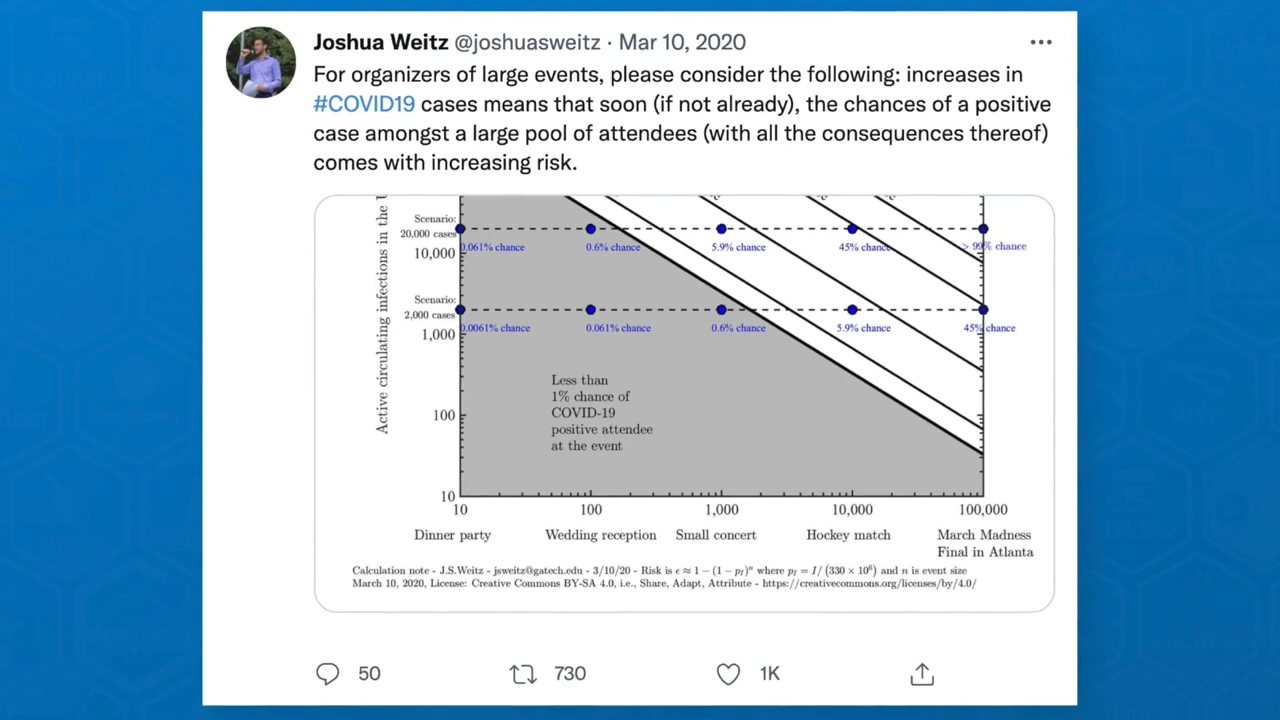 Joshua Weitz @joshuasweitz · Mar 10, 2020
For organizers of large events, please consider the following: increases in
#COVID19 cases means that soon (if not already), the chances of a positive
case amongst a large pool of attendees (with all the consequences thereof)
comes with increasing risk.
Active circulating infections in the
Scenario:
20,000 cases
0.061% chance
0.6% chance
5.9% chance
45% chance
> 99% chance
10,000
Scenario:
2,000 cases
0.0061% chance
0.061% chance
0.6% chance
5.9% chance
45% chance
1,000
Less than
1% chance of
COVID-19
positive attendee
at the event
100
10
10
100
1,000
10,000
100,000
Dinner party
Wedding reception
Small concert
Hockey match
March Madness
Final in Atlanta
Calculation note - J.S.Weitz - jsweitz@gatech.edu - 3/10/20 - Risk is ϵ ≈ 1 − (1 − pI)ⁿ where pI = I/ (330 × 10⁶) and n is event size
March 10, 2020, License: Creative Commons BY-SA 4.0, i.e., Share, Adapt, Attribute - https://creativecommons.org/licenses/by/4.0/
50
730
1K